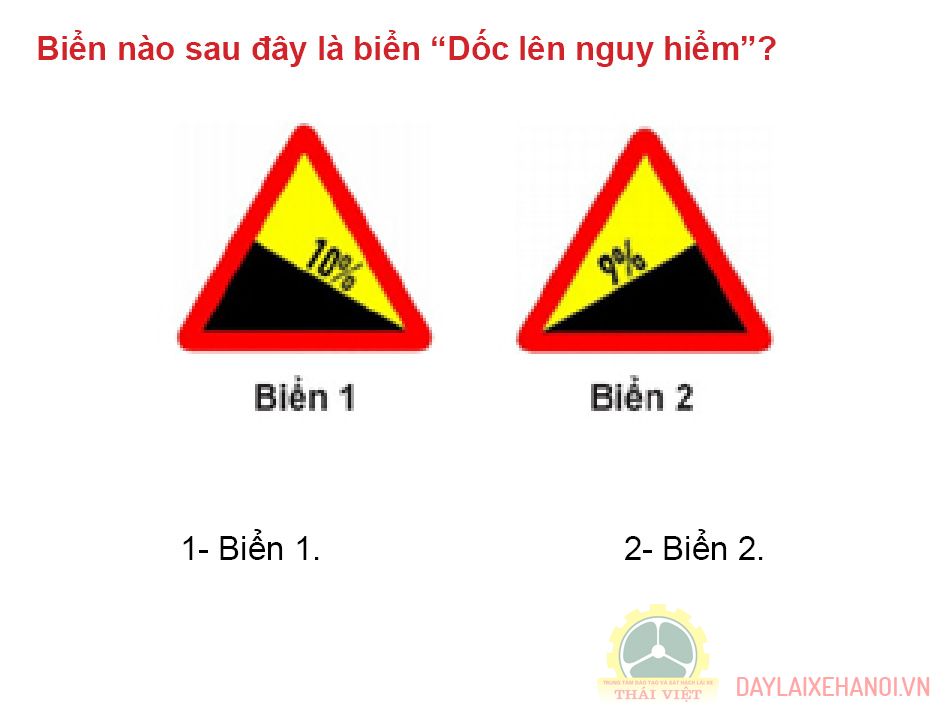 Biển nào sau đây là biển “Dốc lên nguy hiểm”?
10%
9%
Biển 1
Biển 2
1- Biển 1.
2- Biển 2.
TRUNG TÂM ĐÀO TẠO VÀ SÁT HẠCH LÁI XE
THÁI VIỆT
DAYLAIXEHANOI.VN